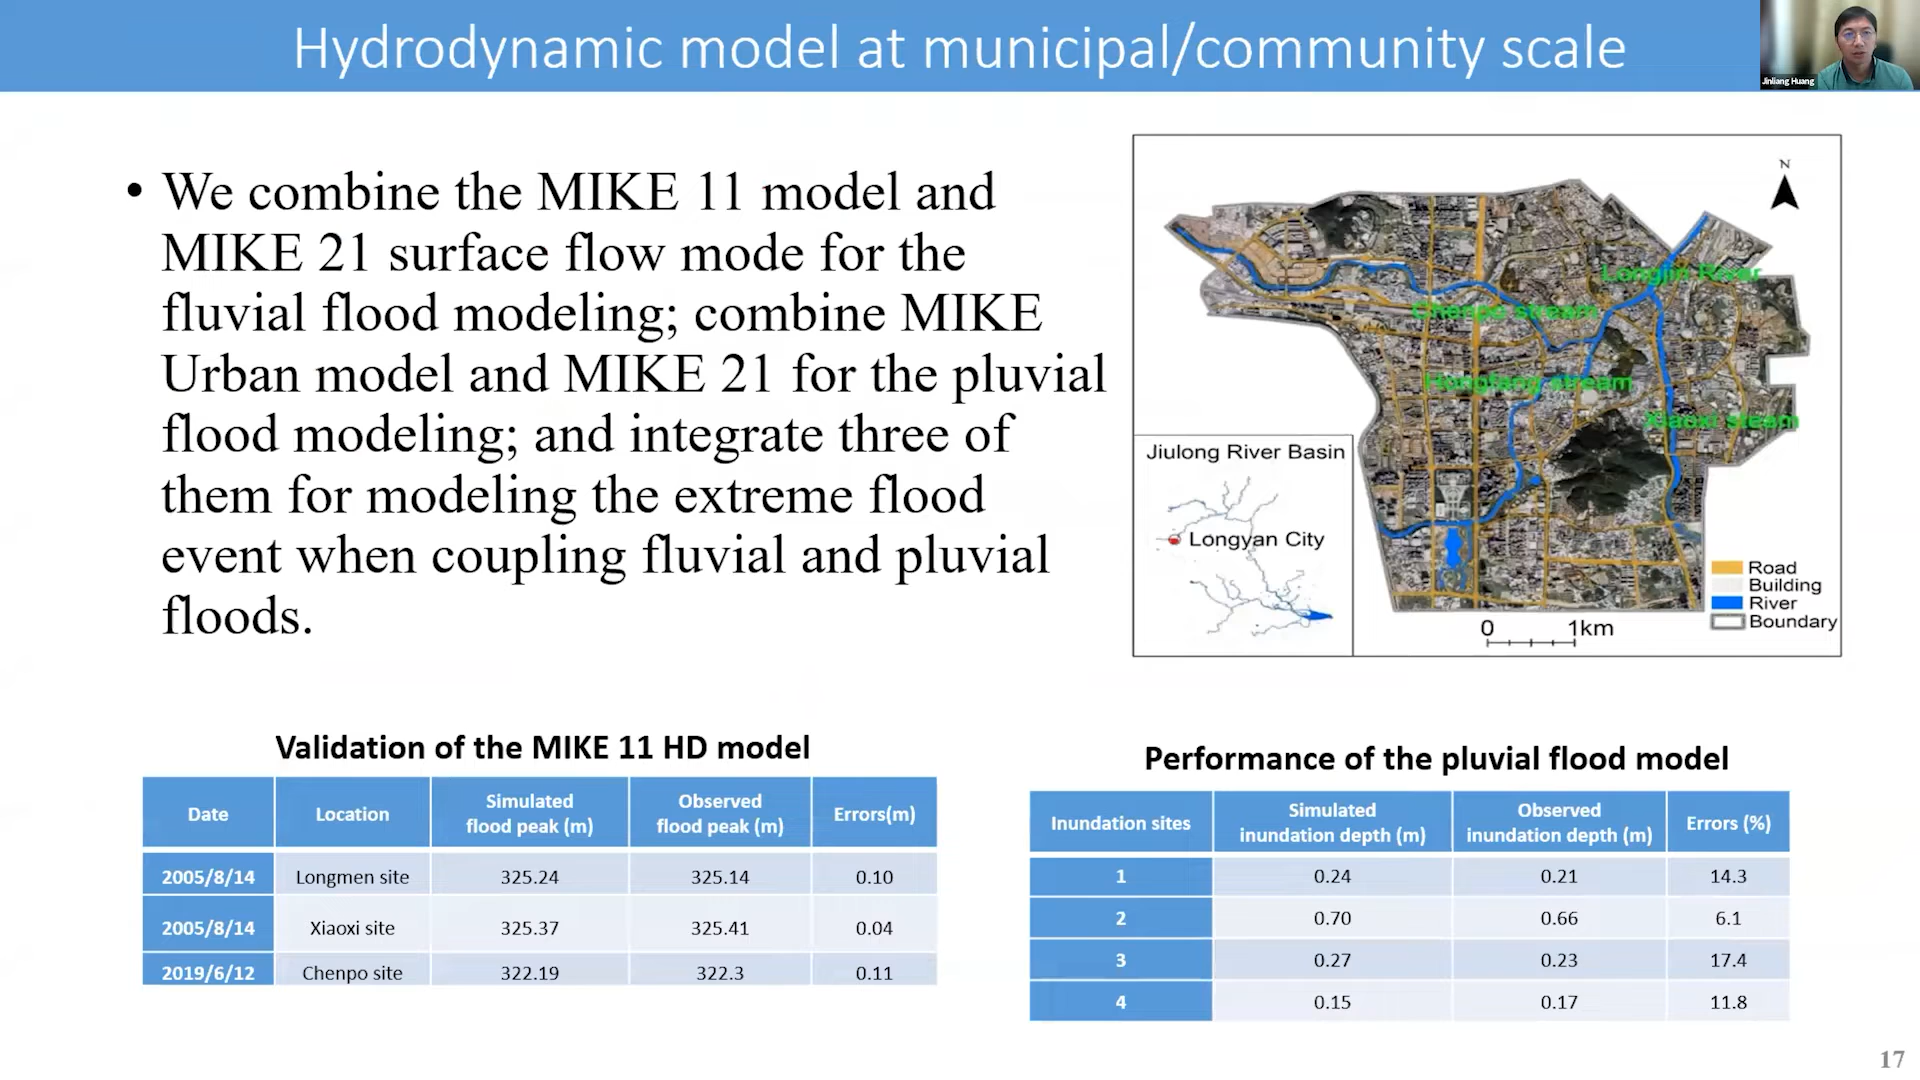 Hydrodynamic model at municipal/community scale
Jinliang Huang
• We combine the MIKE 11 model and
MIKE 21 surface flow mode for the
fluvial flood modeling; combine MIKE
Urban model and MIKE 21 for the pluvial
flood modeling; and integrate three of
them for modeling the extreme flood
event when coupling fluvial and pluvial
floods.
N
Longjin River
Chenpo stream
Hongfang stream
Xiaoxi steam
Jiulong River Basin
Longyan City
Road
Building
River
Boundary
0 1km
Validation of the MIKE 11 HD model
Date Location Simulated flood peak (m) Observed flood peak (m) Errors(m)
2005/8/14 Longmen site 325.24 325.14 0.10
2005/8/14 Xiaoxi site 325.37 325.41 0.04
2019/6/12 Chenpo site 322.19 322.3 0.11
Performance of the pluvial flood model
Inundation sites Simulated inundation depth (m) Observed inundation depth (m) Errors (%)
1 0.24 0.21 14.3
2 0.70 0.66 6.1
3 0.27 0.23 17.4
4 0.15 0.17 11.8
17